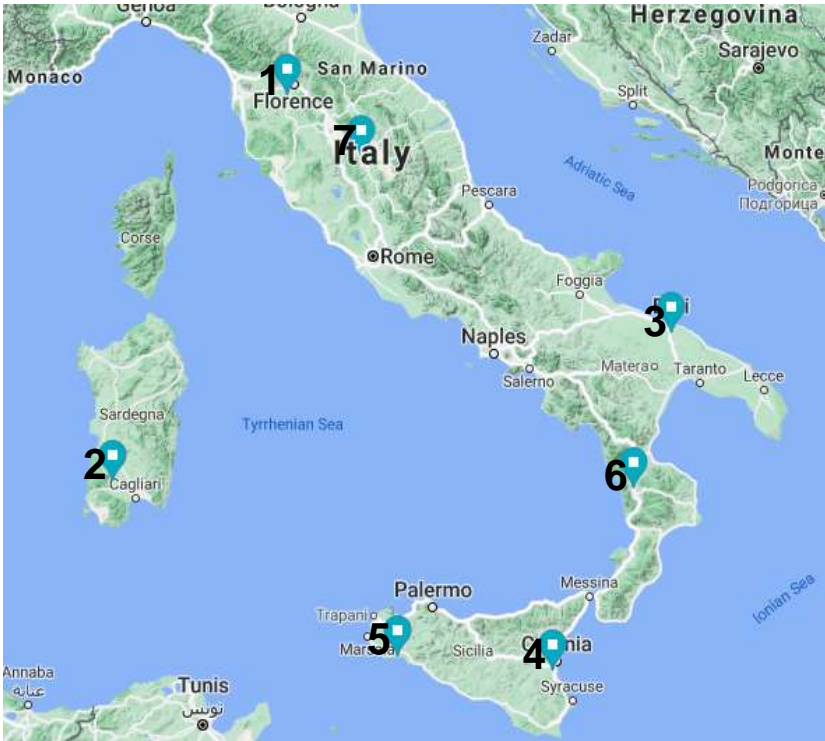 Genoa
Bologna
Herzegovina
Zadar
Sarajevo
Monaco
1
San Marino
Florence
Split
7
Italy
Monte
Adriatic Sea
Podgorica
Подгорица
Pescara
Corse
Rome
Foggia
3
Naples
Matera
Taranto
Salerno
Lecce
Sardegna
Tyrrhenian Sea
2
6
Cagliari
Messina
Palermo
Ionian Sea
Trapani
5
Marsala
Sicilia
4
Catania
Annaba
عنابة
Tunis
تونس
Syracuse